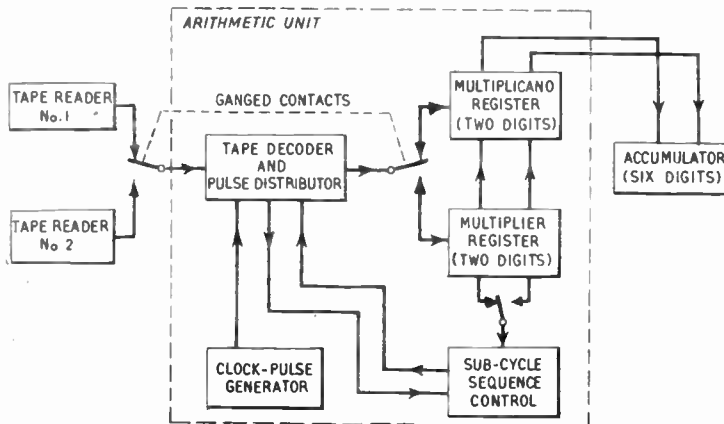 ARITHMETIC UNIT
TAPE READER
No.1
GANGED CONTACTS
MULTIPLICANO
REGISTER
(TWO DIGITS)
TAPE DECODER
AND
PULSE DISTRIBUTOR
ACCUMULATOR
(SIX DIGITS)
TAPE READER
No 2
MULTIPLIER
REGISTER
(TWO DIGITS)
CLOCK-PULSE
GENERATOR
SUB-CYCLE
SEQUENCE
CONTROL